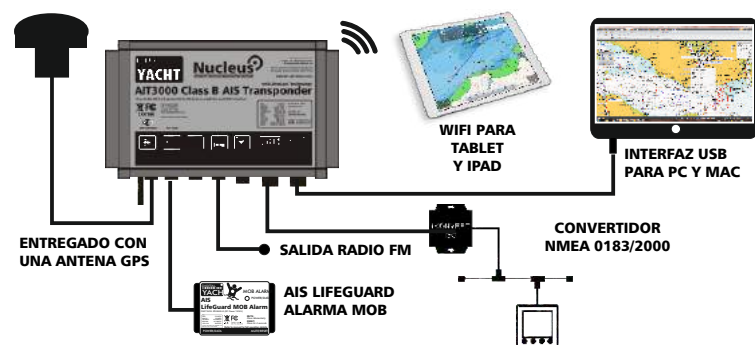 YACHT
Nucleus
AIT3000 Class B AIS Transponder
WIFI PARA
TABLET
Y IPAD
INTERFAZ USB
PARA PC Y MAC
ENTREGADO CON
UNA ANTENA GPS
SALIDA RADIO FM
CONVERTIDOR
NMEA 0183/2000
YACHT
MOB ALARM
AIS
LifeGuard MOB Alarm
AIS LIFEGUARD
ALARMA MOB